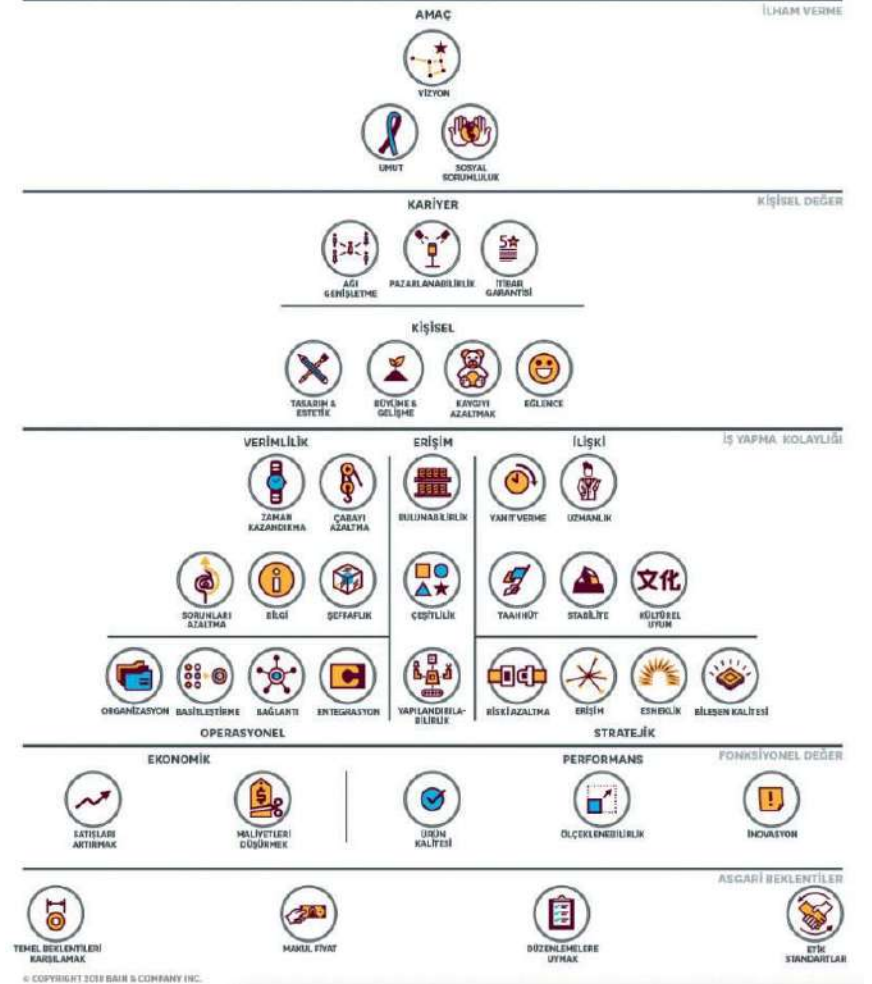 AMAÇ
İLHAM VERME
VİZYON
UMUT
SOSYAL
SORUMLULUK
KARİYER
KİŞİSEL DEĞER
5
AĞI
GENİŞLETME
PAZARLANABİLİRLİK
İTİBAR
GARANTİSİ
KİŞİSEL
TASARIM &
ESTETİK
BÜYÜME &
GELİŞME
KAYGIYI
AZALTMAK
EĞLENCE
VERİMLİLİK
ERİŞİM
İLİŞKİ
İŞ YAPMA KOLAYLIĞI
ZAMAN
KAZANDIRMA
ÇABAYI
AZALTMA
BULUNABİLİRLİK
YANIT VERME
UZMANLIK
文化
SORUNLARI
AZALTMA
BİLGİ
ŞEFFAFLIK
ÇEŞİTLİLİK
TAAHHÜT
STABİLİTE
KÜLTÜREL
UYUM
ORGANİZASYON
BASİTLEŞTİRME
BAĞLANTI
ENTEGRASYON
YAPILANDIRILA-
BİLİRLİK
RİSKİ AZALTMA
ERİŞİM
ESNEKLİK
BİLEŞEN KALİTESİ
OPERASYONEL
STRATEJİK
EKONOMİK
PERFORMANS
FONKSİYONEL DEĞER
$
SATIŞLARI
ARTIRMAK
MALİYETLERİ
DÜŞÜRMEK
ÜRÜN
KALİTESİ
ÖLÇEKLENEBİLİRLİK
İNOVASYON
ASGARİ BEKLENTİLER
TEMEL BEKLENTİLERİ
KARŞILAMAK
MAKUL FİYAT
DÜZENLEMELERE
UYMAK
ETİK
STANDARTLAR
© COPYRIGHT 2018 BAIN & COMPANY INC.